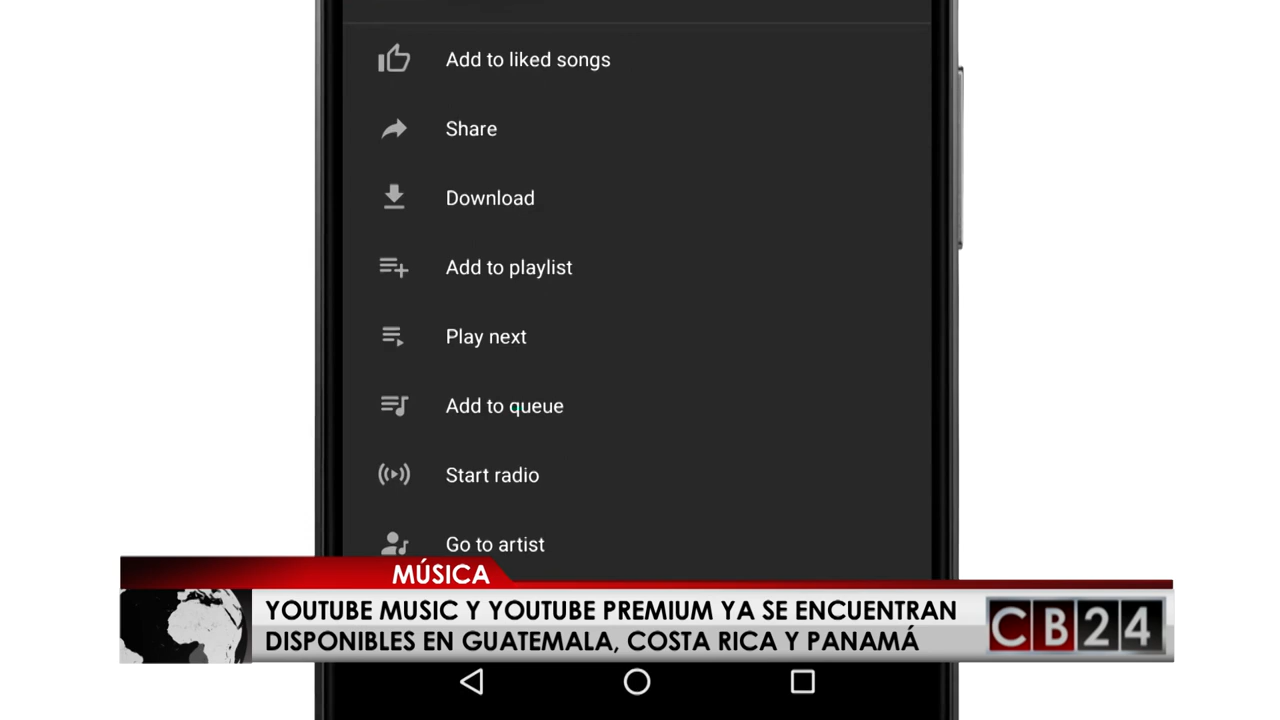 Add to liked songs
Share
Download
Add to playlist
Play next
Add to queue
Start radio
Go to artist
MÚSICA
YOUTUBE MUSIC Y YOUTUBE PREMIUM YA SE ENCUENTRAN
DISPONIBLES EN GUATEMALA, COSTA RICA Y PANAMÁ
CB24